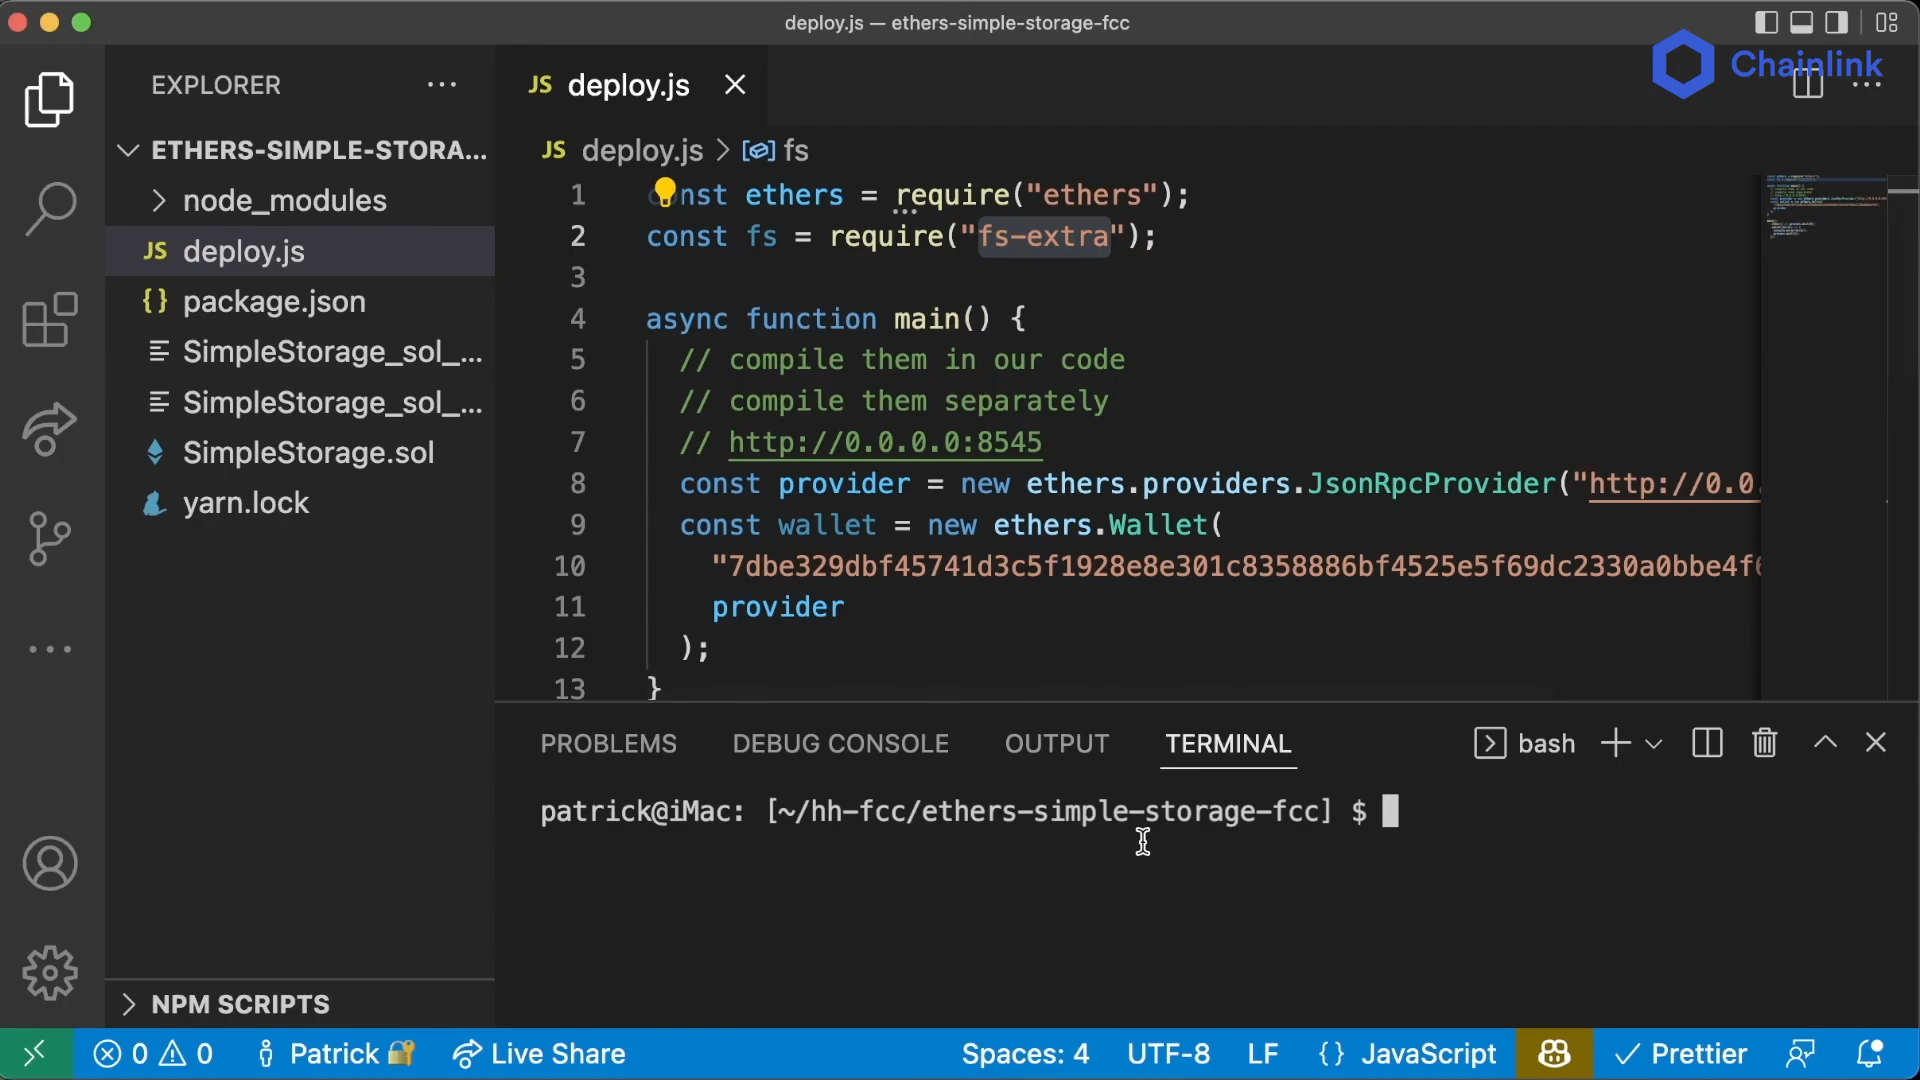 deploy.js — ethers-simple-storage-fcc
Chainlink
EXPLORER
JS deploy.js
ETHERS-SIMPLE-STORA...
JS deploy.js > fs
node_modules
JS deploy.js
{} package.json
SimpleStorage_sol_...
SimpleStorage_sol_...
SimpleStorage.sol
yarn.lock
1 const ethers = require("ethers");
2 const fs = require("fs-extra");
3
4 async function main() {
5 // compile them in our code
6 // compile them separately
7 // http://0.0.0.0:8545
8 const provider = new ethers.providers.JsonRpcProvider("http://0.0.
9 const wallet = new ethers.Wallet(
10 "7dbe329dbf45741d3c5f1928e8e301c8358886bf4525e5f69dc2330a0bbe4f6
11 provider
12 );
13 }
PROBLEMS DEBUG CONSOLE OUTPUT TERMINAL bash
patrick@iMac: [~/hh-fcc/ethers-simple-storage-fcc] $
NPM SCRIPTS
0 0 Patrick Live Share Spaces: 4 UTF-8 LF {} JavaScript Prettier